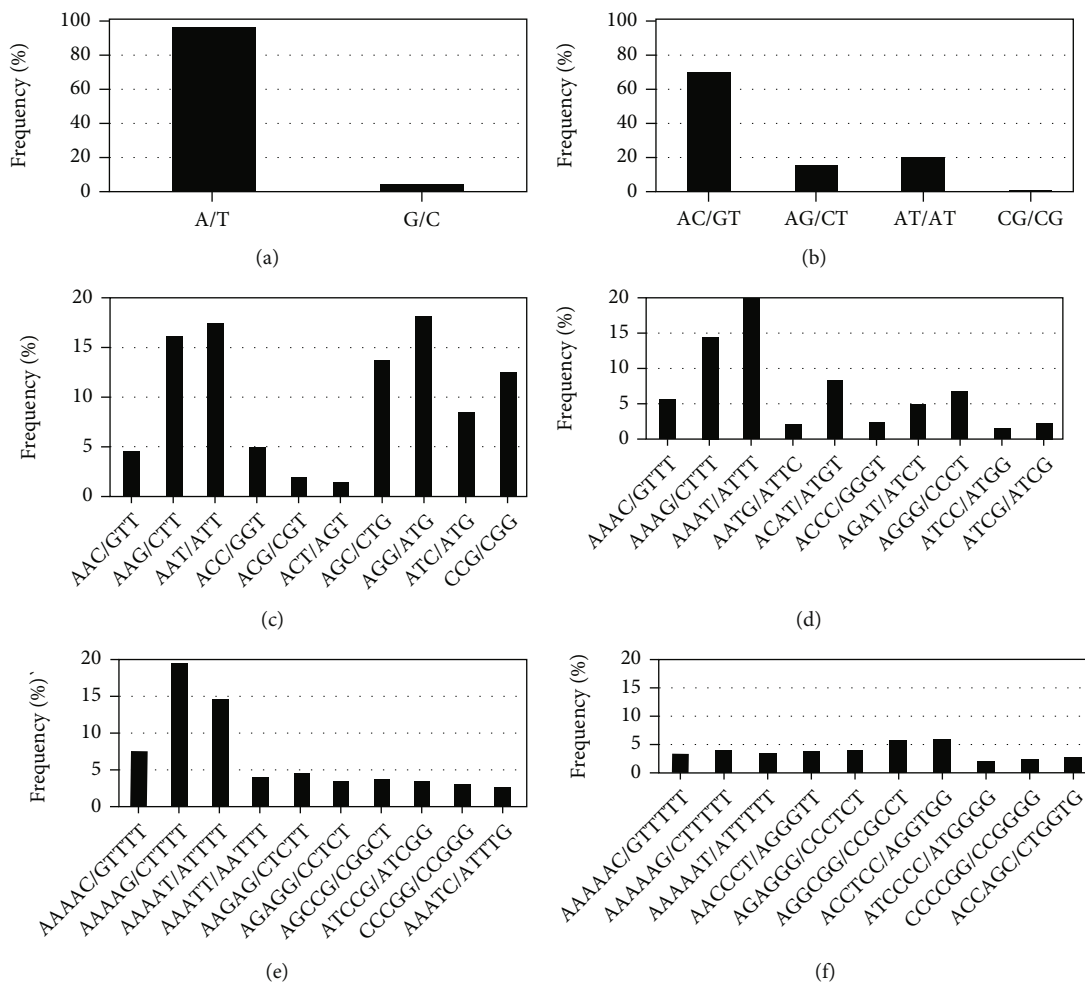 Frequency (%)
100
80
60
40
20
0
A/T G/C
(a)
Frequency (%)
100
80
60
40
20
0
AC/GT AG/CT AT/AT CG/CG
(b)
Frequency (%)
20
15
10
5
0
AAC/GTT
AAG/CTT
AAT/ATT
ACC/GGT
ACG/CGT
ACT/AGT
AGC/CTG
AGG/ATG
ATC/ATG
CCG/CGG
(c)
Frequency (%)
20
15
10
5
0
AAAC/GTTT
AAAG/CTTT
AAAT/ATTT
AATG/ATTC
ACAT/ATGT
ACCC/GGGT
AGAT/ATCT
AGGG/CCCT
ATCC/ATGG
ATCG/ATCG
(d)
Frequency (%)`
20
15
10
5
0
AAAAC/GTTTT
AAAAG/CTTTT
AAAAT/ATTTT
AAATT/AATTT
AAGAG/CTCTT
AGAGG/CCTCT
AGCCG/CGGCT
ATCCG/ATCGG
CCCGG/CCGGG
AAATC/ATTTG
(e)
Frequency (%)
20
15
10
5
0
AAAAAC/GTTTTT
AAAAAG/CTTTTT
AAAAAT/ATTTTT
AACCCT/AGGGTT
AGAGGG/CCCTCT
AGGCGG/CCGCCT
ACCTCC/AGGTGG
ATCCCC/ATGGGG
CCCCGG/CCGGGG
ACCAGC/CTGGTG
(f)